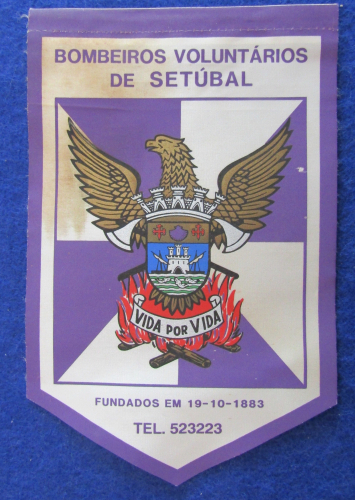 BOMBEIROS VOLUNTÁRIOS
DE SETÚBAL
VIDA POR VIDA
FUNDADOS EM 19-10-1883
TEL. 523223